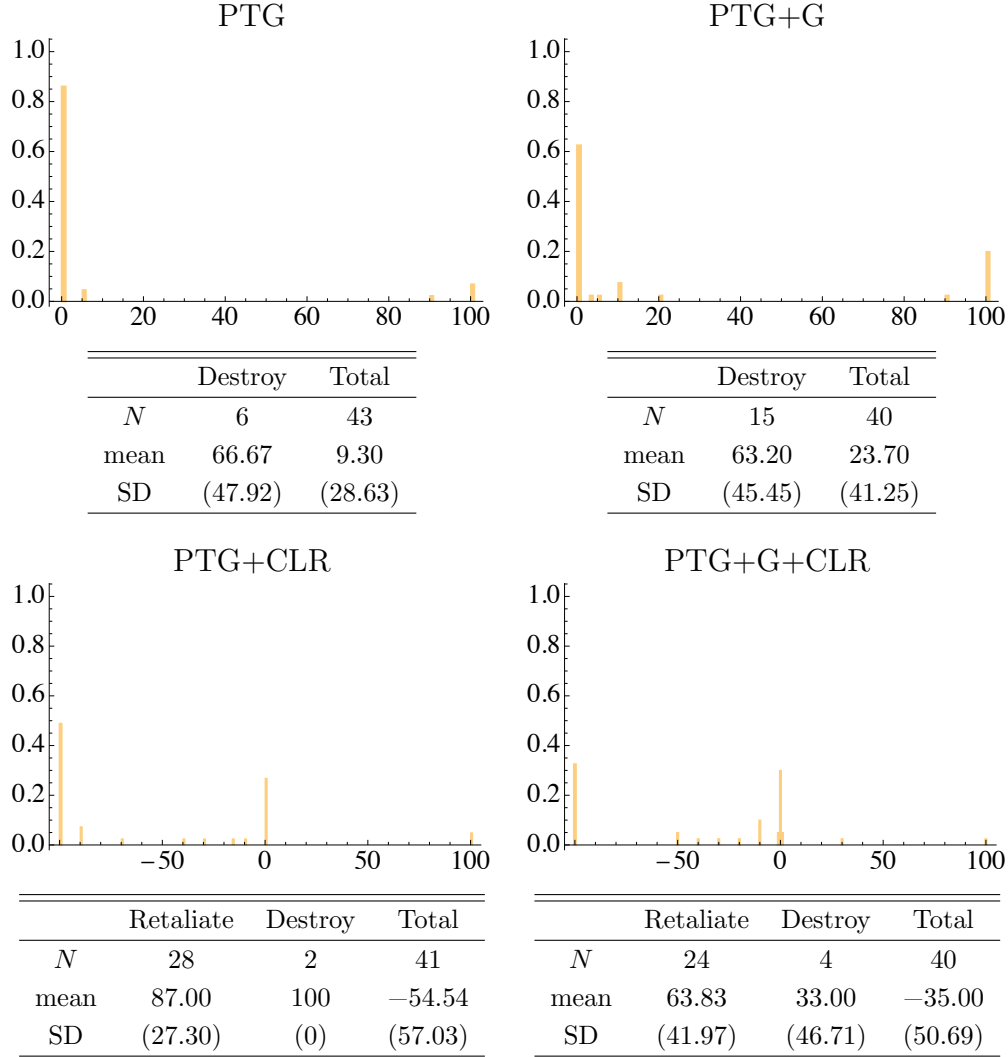 PTG
1.0
0.8
0.6
0.4
0.2
0.0
0 20 40 60 80 100
Destroy Total
N 6 43
mean 66.67 9.30
SD (47.92) (28.63)
PTG+G
1.0
0.8
0.6
0.4
0.2
0.0
0 20 40 60 80 100
Destroy Total
N 15 40
mean 63.20 23.70
SD (45.45) (41.25)
PTG+CLR
1.0
0.8
0.6
0.4
0.2
0.0
−50 0 50 100
Retaliate Destroy Total
N 28 2 41
mean 87.00 100 −54.54
SD (27.30) (0) (57.03)
PTG+G+CLR
1.0
0.8
0.6
0.4
0.2
0.0
−50 0 50 100
Retaliate Destroy Total
N 24 4 40
mean 63.83 33.00 −35.00
SD (41.97) (46.71) (50.69)